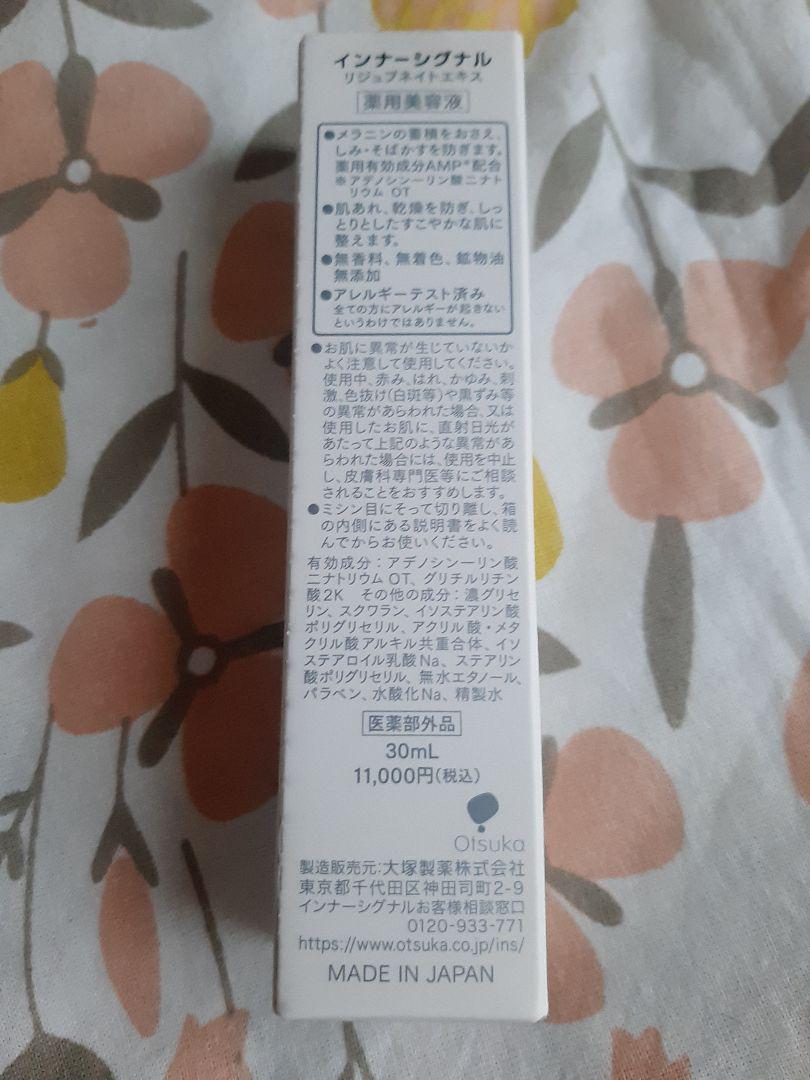 インナーシグナル
リジュブネイトエキス
薬用美容液
●メラニンの蓄積をおさえ、
しみ・そばかすを防ぎます。
薬用有効成分AMP※配合
※アデノシン一リン酸二ナト
リウム OT
●肌あれ、乾燥を防ぎ、しっ
とりとしたすこやかな肌に
整えます。
●無香料、無着色、鉱物油
無添加
●アレルギーテスト済み
全ての方にアレルギーが起きない
というわけではありません。
●お肌に異常が生じていないか
よく注意して使用してください。
使用中、赤み、はれ、かゆみ、刺
激、色抜け(白斑等)や黒ずみ等
の異常があらわれた場合、又は
使用したお肌に、直射日光が
あたって上記のような異常があ
らわれた場合には、使用を中止
し、皮膚科専門医等にご相談
されることをおすすめします。
●ミシン目にそって切り離し、箱
の内側にある説明書をよく読
んでからお使いください。
有効成分：アデノシン一リン酸
二ナトリウム OT、グリチルリチン
酸2K その他の成分：濃グリセ
リン、スクワラン、イソステアリン酸
ポリグリセリル、アクリル酸・メタ
クリル酸アルキル共重合体、イソ
ステアロイル乳酸Na、ステアリン
酸ポリグリセリル、無水エタノール、
パラベン、水酸化Na、精製水
医薬部外品
30mL
11,000円(税込)
Otsuka
製造販売元：大塚製薬株式会社
東京都千代田区神田司町2-9
インナーシグナルお客様相談窓口
0120-933-771
https://www.otsuka.co.jp/ins/
MADE IN JAPAN